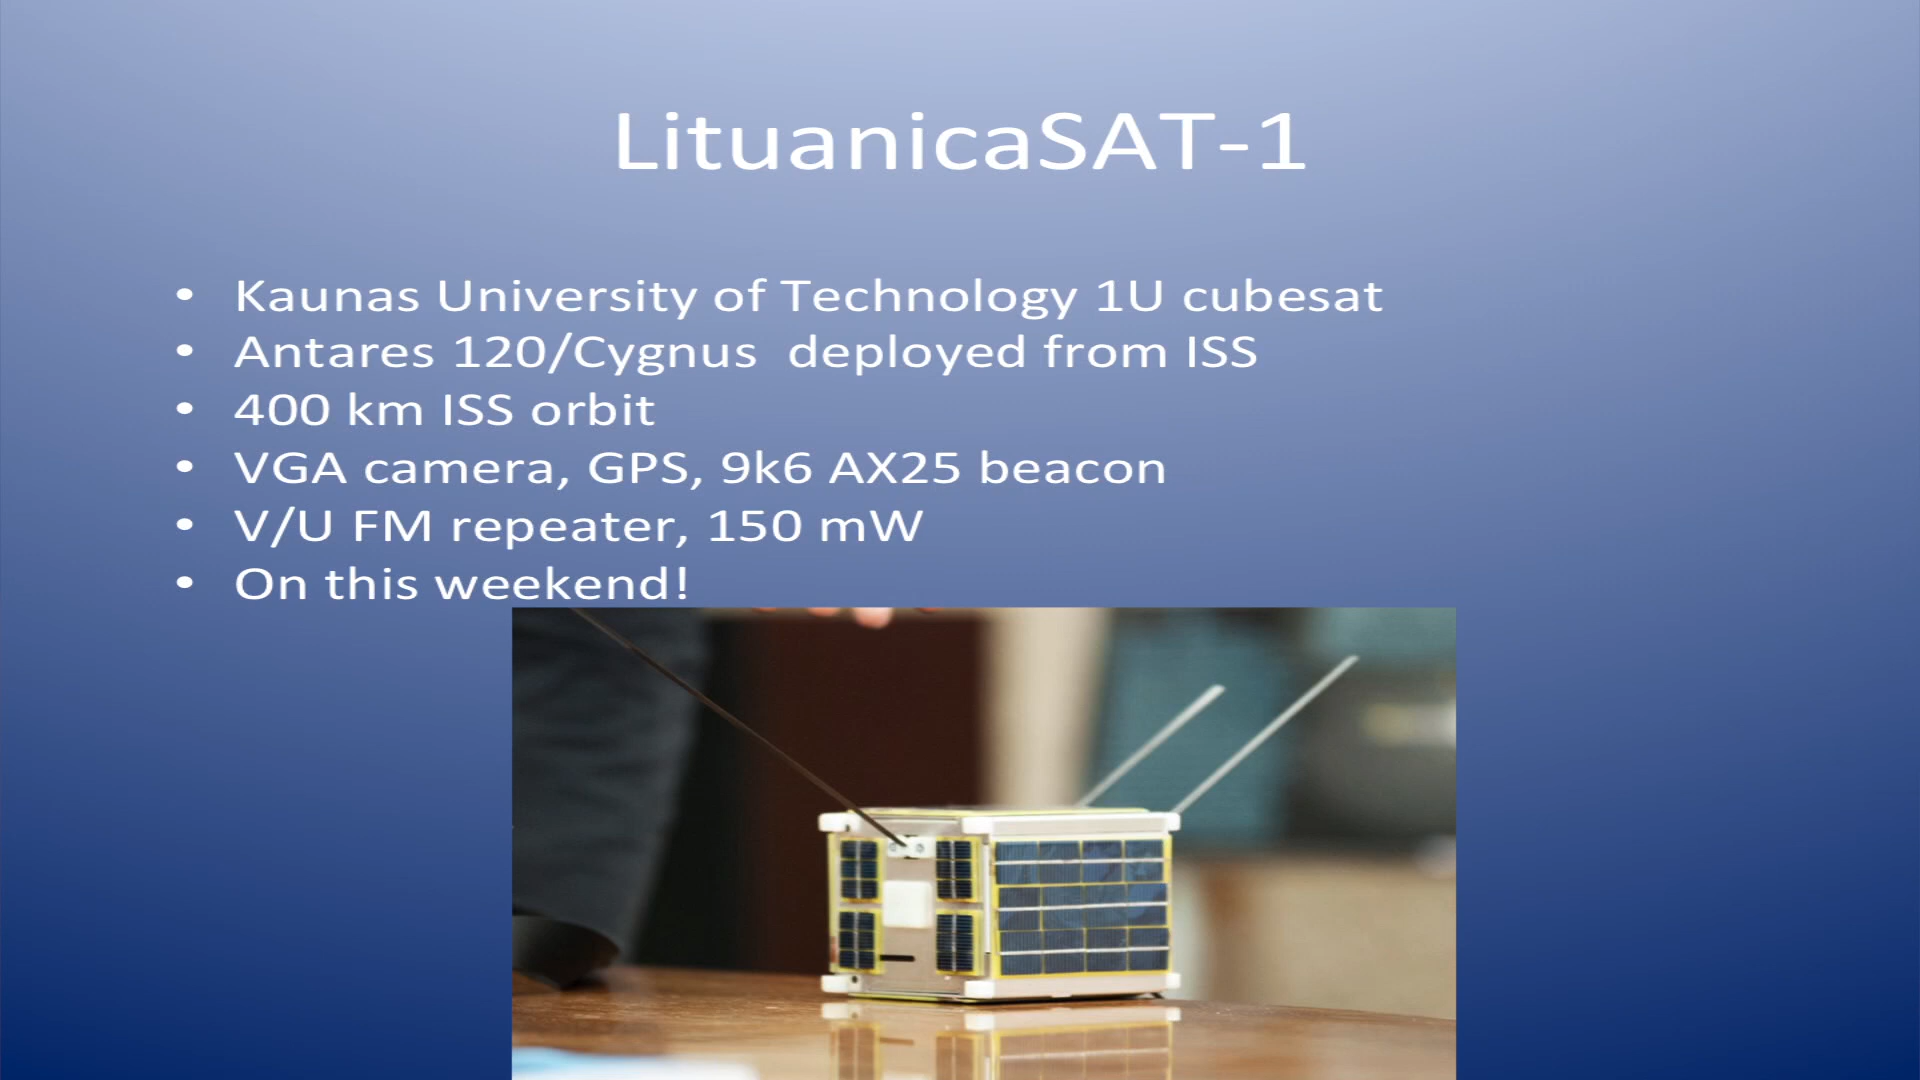 LituanicaSAT-1
• Kaunas University of Technology 1U cubesat
• Antares 120/Cygnus  deployed from ISS
• 400 km ISS orbit
• VGA camera, GPS, 9k6 AX25 beacon
• V/U FM repeater, 150 mW
• On this weekend!